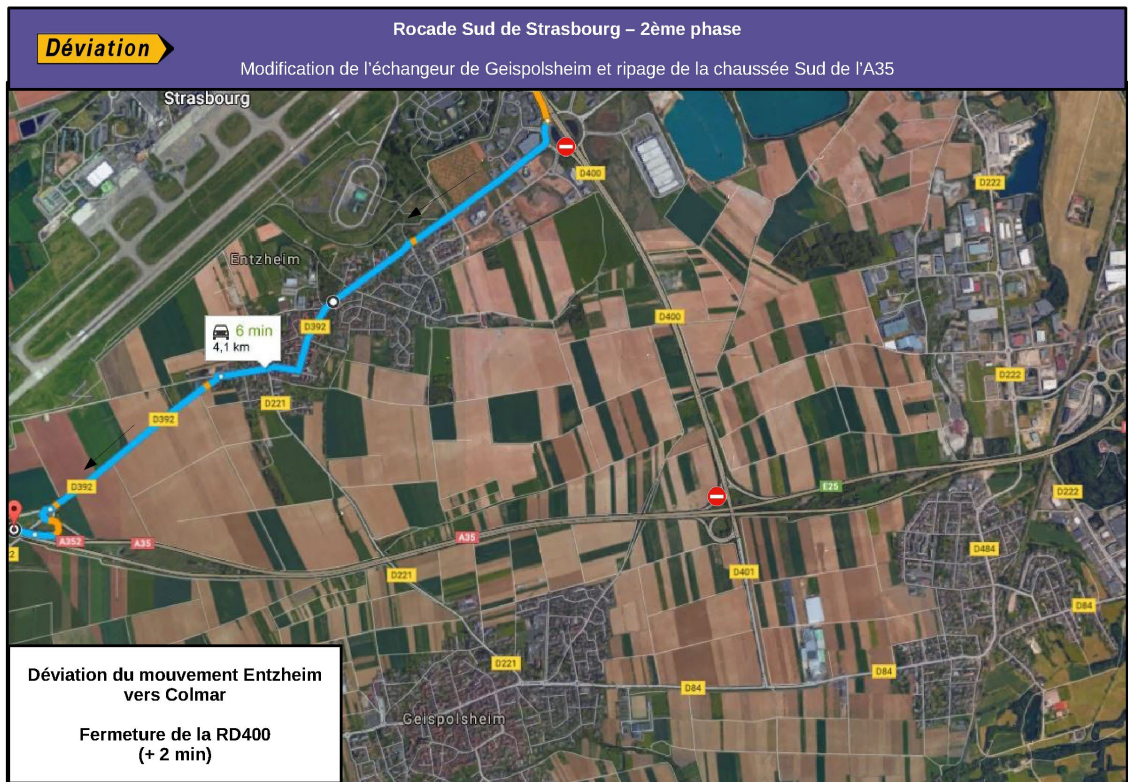 Déviation
Rocade Sud de Strasbourg – 2ème phase
Modification de l'échangeur de Geispolsheim et ripage de la chaussée Sud de l'A35
Strasbourg
D400
D222
Entzheim
D400
D392
6 min
4,1 km
D222
D221
D392
D392
E25
D222
A35
A352
A35
2
D484
D221
D401
D84
D221
D84
D84
Geispolsheim
Déviation du mouvement Entzheim
vers Colmar
Fermeture de la RD400
(+ 2 min)